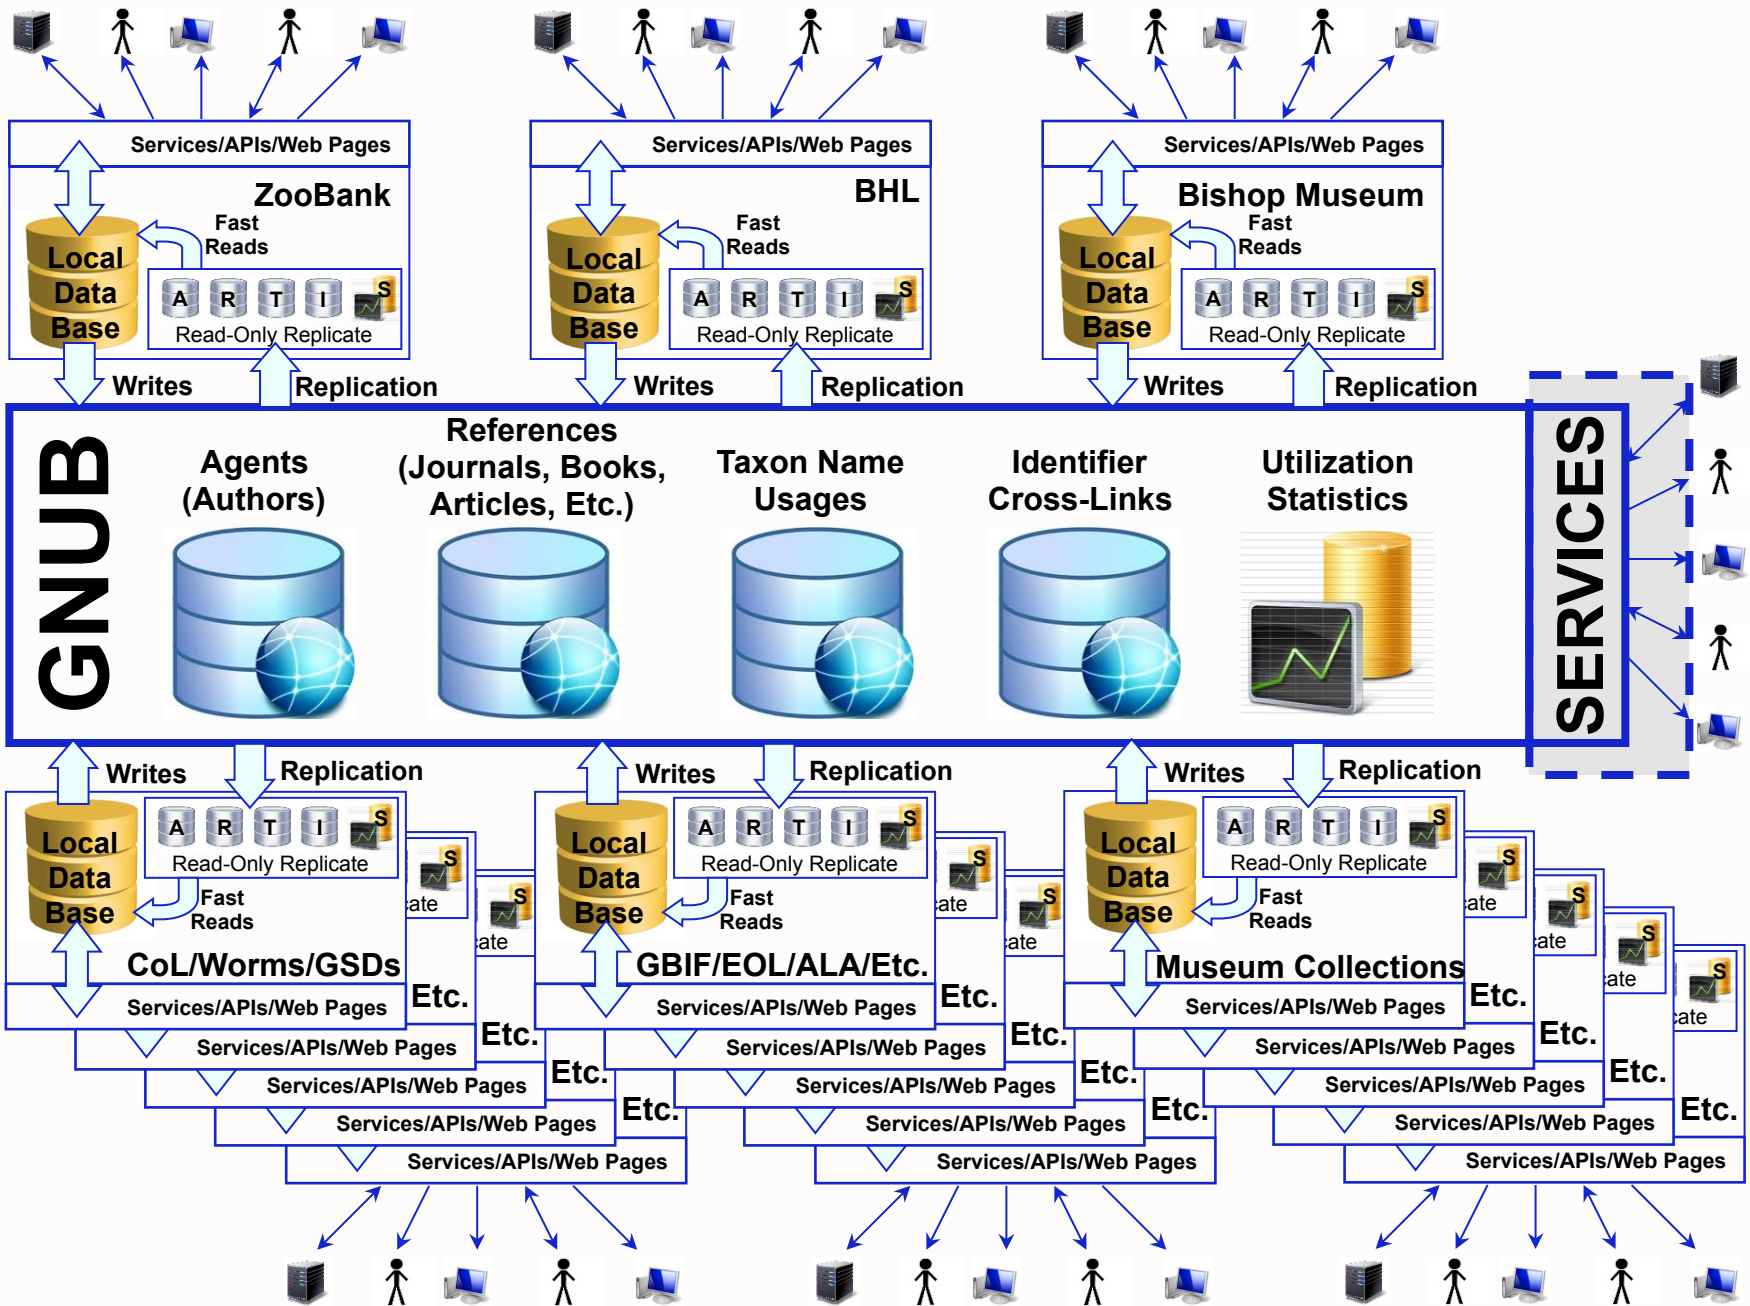 Services/APIs/Web Pages
Services/APIs/Web Pages
Services/APIs/Web Pages
ZooBank
BHL
Bishop Museum
Fast
Reads
Local
Data
Base
A R T I S
Read-Only Replicate
Fast
Reads
Local
Data
Base
A R T I S
Read-Only Replicate
Fast
Reads
Local
Data
Base
A R T I S
Read-Only Replicate
Writes
Replication
Writes
Replication
Writes
Replication
GNUB
Agents
(Authors)
References
(Journals, Books,
Articles, Etc.)
Taxon Name
Usages
Identifier
Cross-Links
Utilization
Statistics
SERVICES
Writes
Replication
Writes
Replication
Writes
Replication
A R T I S
Read-Only Replicate
Local
Data
Base
Fast
Reads
CoL/Worms/GSDs
Services/APIs/Web Pages
S
cate
Etc.
Services/APIs/Web Pages
S
cate
Etc.
Services/APIs/Web Pages
Etc.
Services/APIs/Web Pages
Etc.
Services/APIs/Web Pages
A R T I S
Read-Only Replicate
Local
Data
Base
Fast
Reads
GBIF/EOL/ALA/Etc.
Services/APIs/Web Pages
S
cate
Etc.
Services/APIs/Web Pages
S
cate
Etc.
Services/APIs/Web Pages
Etc.
Services/APIs/Web Pages
Etc.
Services/APIs/Web Pages
A R T I S
Read-Only Replicate
Local
Data
Base
Fast
Reads
Museum Collections
Services/APIs/Web Pages
S
cate
Etc.
Services/APIs/Web Pages
S
cate
Etc.
Services/APIs/Web Pages
S
icate
Etc.
Services/APIs/Web Pages
S
icate
Etc.
Services/APIs/Web Pages